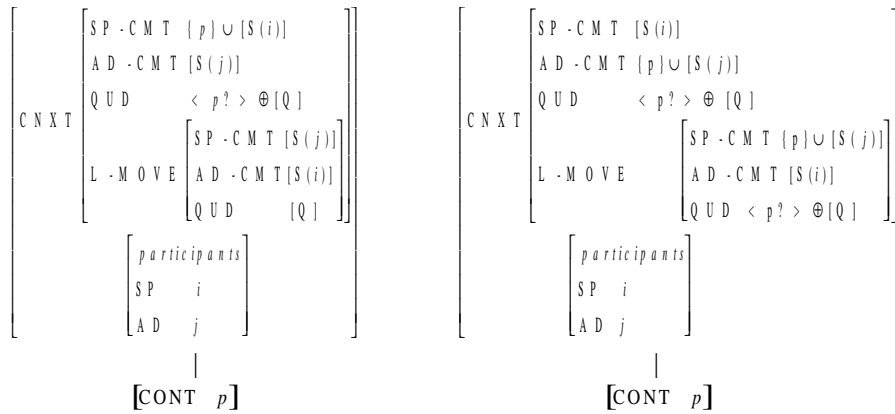 SP-CMT {p}∪[S(i)]
AD-CMT [S(j)]
QUD < p? > ⊕[Q]
CNXT
SP-CMT [S(j)]
L-MOVE AD-CMT[S(i)]
QUD [Q]
participants
SP i
AD j
[CONT p]
SP-CMT [S(i)]
AD-CMT {p}∪[S(j)]
QUD < p? > ⊕ [Q]
CNXT
SP-CMT {p}∪[S(j)]
L-MOVE AD-CMT [S(i)]
QUD < p? > ⊕[Q]
participants
SP i
AD j
[CONT p]